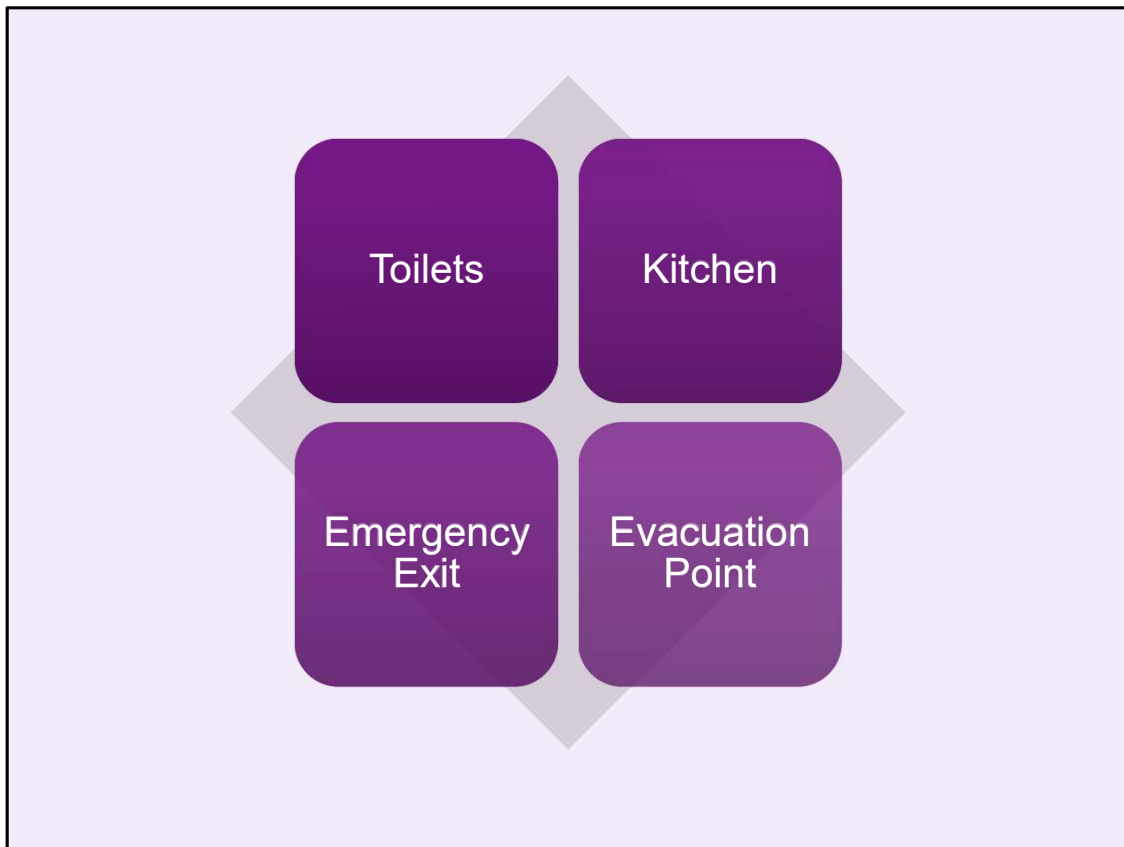 Toilets
Kitchen
Emergency
Exit
Evacuation
Point